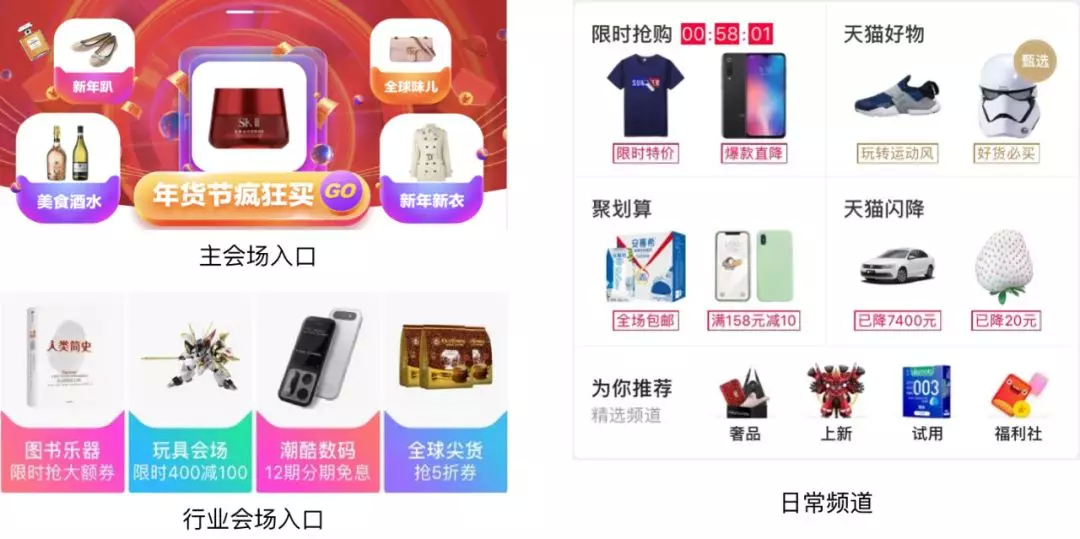 新年趴
全球味儿
SK-II
美食酒水
年货节疯狂买
GO
新年新衣
主会场入口
人类简史
图书乐器
限时抢大额券
玩具会场
限时400减100
潮酷数码
12期分期免息
全球尖货
抢5折券
行业会场入口
限时抢购
00:58:01
限时特价
爆款直降
天猫好物
甄选
玩转运动风
好货必买
聚划算
安慕希
全场包邮
满158元减10
天猫闪降
已降7400元
已降20元
为你推荐
精选频道
奢品
上新
003
试用
福利社
日常频道